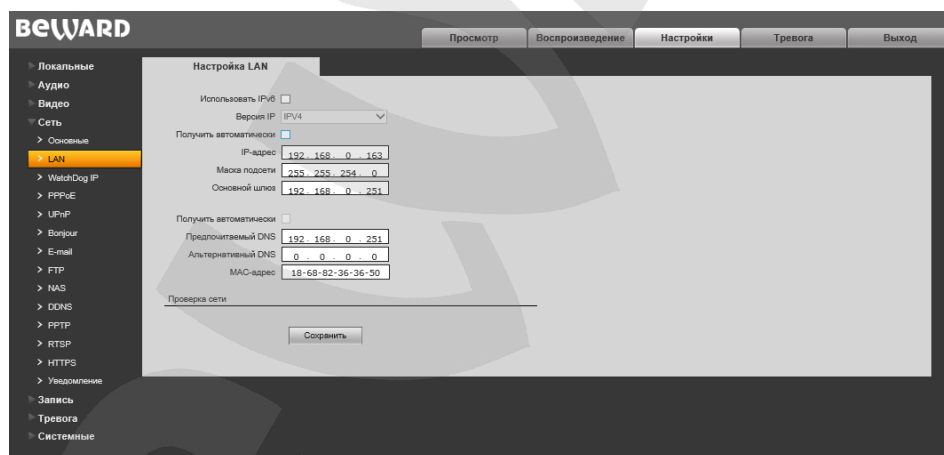 BEWARD
Просмотр
Воспроизведение
Настройки
Тревога
Выход
Локальные
Аудио
Видео
Сеть
Основные
LAN
WatchDog IP
PPPoE
UPnP
Bonjour
E-mail
FTP
NAS
DDNS
PPTP
RTSP
HTTPS
Уведомление
Запись
Тревога
Системные
Настройка LAN
Использовать IPv6
Версия IP IPV4
Получить автоматически
IP-адрес 192 . 168 . 0 . 163
Маска подсети 255 . 255 . 254 . 0
Основной шлюз 192 . 168 . 0 . 251
Получить автоматически
Предпочитаемый DNS 192 . 168 . 0 . 251
Альтернативный DNS 0 . 0 . 0 . 0
MAC-адрес 18-68-82-36-36-50
Проверка сети
Сохранить